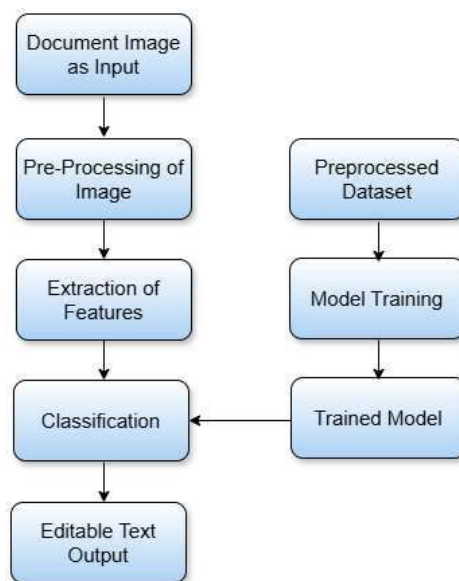 Document Image
as Input
Pre-Processing of
Image
Extraction of
Features
Classification
Editable Text
Output
Preprocessed
Dataset
Model Training
Trained Model